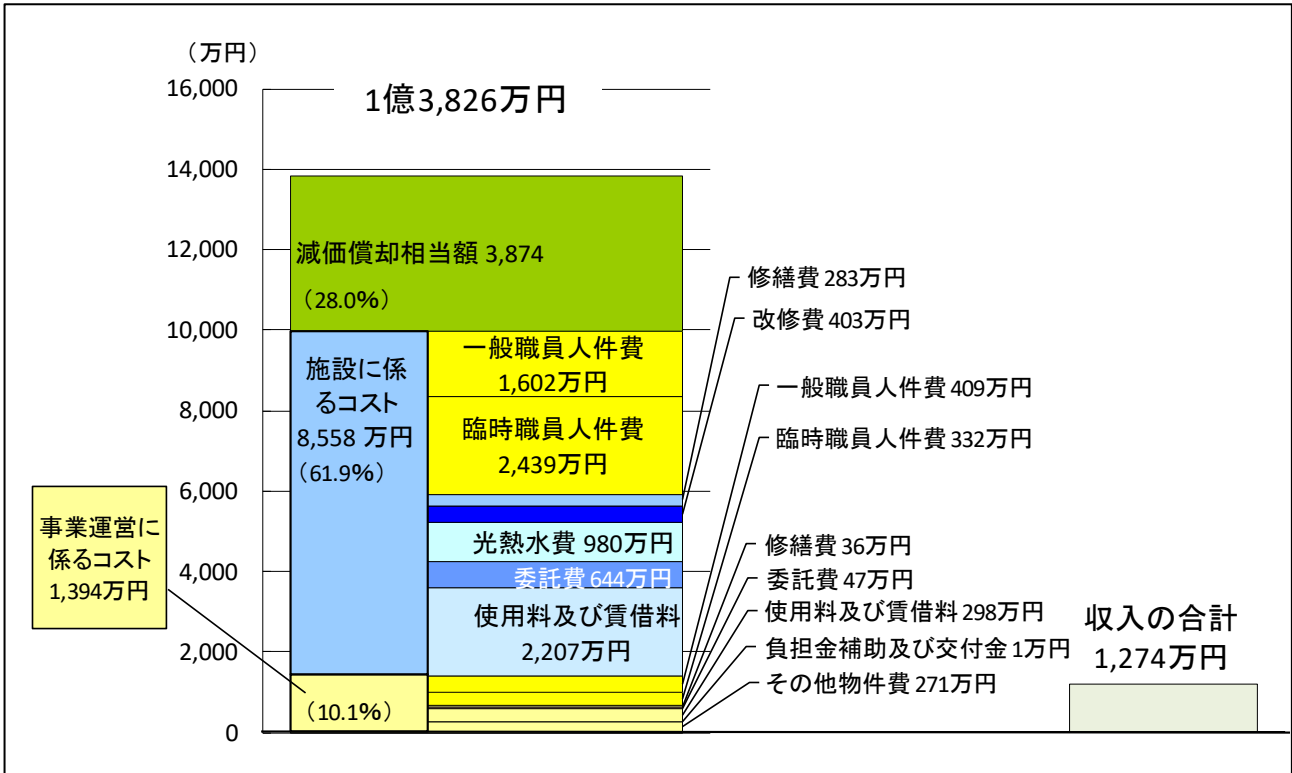 （万円）
1億3,826万円
16,000
14,000
12,000
10,000
8,000
6,000
4,000
2,000
0
減価償却相当額 3,874
（28.0%）
施設に係
るコスト
8,558 万円
（61.9%）
事業運営に
係るコスト
1,394万円
（10.1%）
一般職員人件費
1,602万円
臨時職員人件費
2,439万円
光熱水費 980万円
委託費 644万円
使用料及び賃借料
2,207万円
修繕費 283万円
改修費 403万円
一般職員人件費 409万円
臨時職員人件費 332万円
修繕費 36万円
委託費 47万円
使用料及び賃借料 298万円
負担金補助及び交付金 1万円
その他物件費 271万円
収入の合計
1,274万円